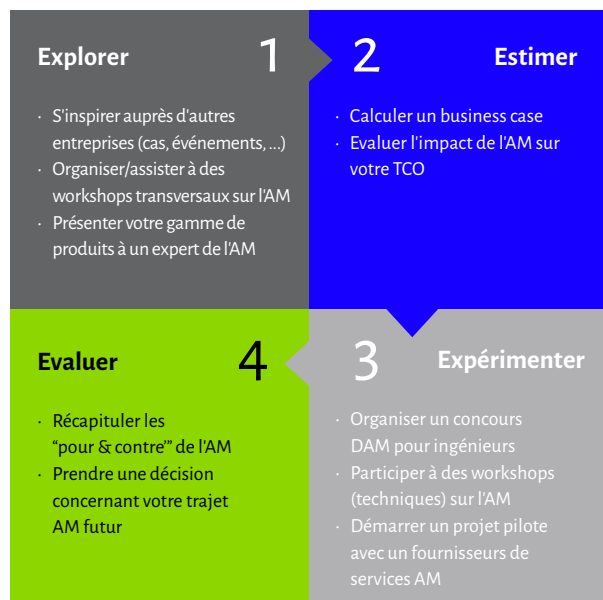 Explorer 1
· S'inspirer auprès d'autres
entreprises (cas, événements, ...)
· Organiser/assister à des
workshops transversaux sur l'AM
· Présenter votre gamme de
produits à un expert de l'AM
2 Estimer
· Calculer un business case
· Evaluer l'impact de l'AM sur
votre TCO
3 Expérimenter
· Organiser un concours
DAM pour ingénieurs
· Participer à des workshops
(techniques) sur l'AM
· Démarrer un projet pilote
avec un fournisseurs de
services AM
Evaluer 4
· Récapituler les
“pour & contre’” de l'AM
· Prendre une décision
concernant votre trajet
AM futur